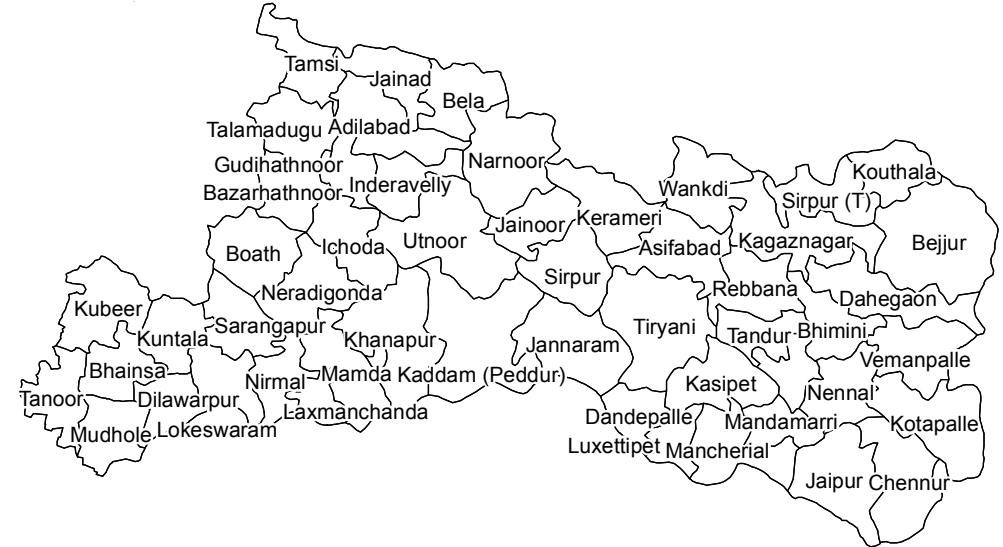 Tamsi
Jainad
Bela
Talamadugu
Adilabad
Gudihathnoor
Narnoor
Kouthala
Bazarhathnoor
Inderavelly
Wankdi
Sirpur (T)
Jainoor
Kerameri
Boath
Ichoda
Utnoor
Asifabad
Kagaznagar
Bejjur
Sirpur
Neradigonda
Rebbana
Dahegaon
Kubeer
Kuntala
Sarangapur
Khanapur
Jannaram
Tiryani
Tandur
Bhimini
Vemanpalle
Bhainsa
Nirmal
Mamda
Kaddam (Peddur)
Kasipet
Nennal
Tanoor
Dilawarpur
Laxmanchanda
Dandepalle
Mandamarri
Kotapalle
Mudhole
Lokeswaram
Luxettipet
Mancherial
Jaipur
Chennur